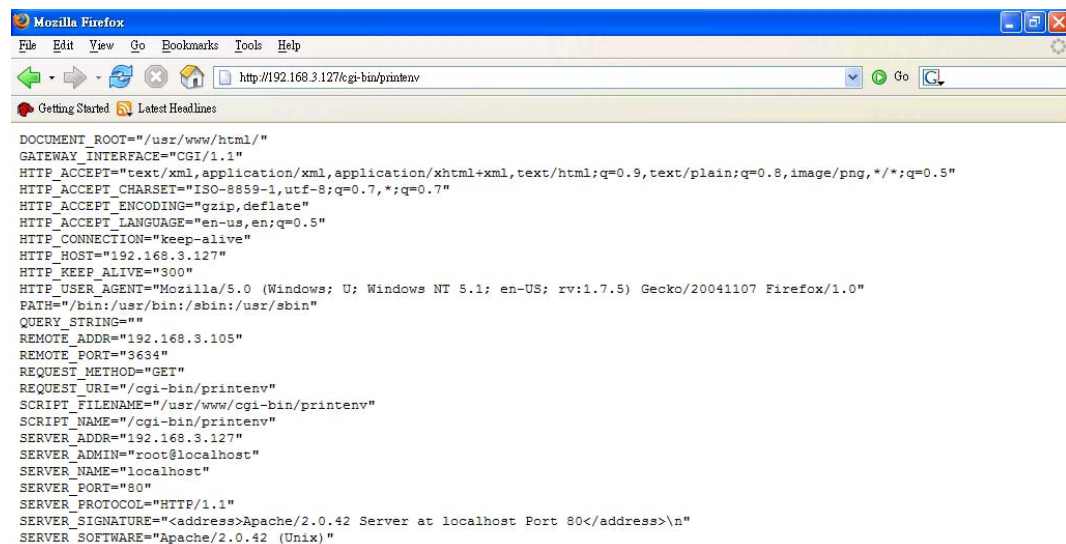 Mozilla Firefox
File Edit View Go Bookmarks Tools Help
http://192.168.3.127/cgi-bin/printenv Go G
Getting Started Latest Headlines
DOCUMENT_ROOT="/usr/www/html/"
GATEWAY_INTERFACE="CGI/1.1"
HTTP_ACCEPT="text/xml,application/xml,application/xhtml+xml,text/html;q=0.9,text/plain;q=0.8,image/png,*/*;q=0.5"
HTTP_ACCEPT_CHARSET="ISO-8859-1,utf-8;q=0.7,*;q=0.7"
HTTP_ACCEPT_ENCODING="gzip,deflate"
HTTP_ACCEPT_LANGUAGE="en-us,en;q=0.5"
HTTP_CONNECTION="keep-alive"
HTTP_HOST="192.168.3.127"
HTTP_KEEP_ALIVE="300"
HTTP_USER_AGENT="Mozilla/5.0 (Windows; U; Windows NT 5.1; en-US; rv:1.7.5) Gecko/20041107 Firefox/1.0"
PATH="/bin:/usr/bin:/sbin:/usr/sbin"
QUERY_STRING=""
REMOTE_ADDR="192.168.3.105"
REMOTE_PORT="3634"
REQUEST_METHOD="GET"
REQUEST_URI="/cgi-bin/printenv"
SCRIPT_FILENAME="/usr/www/cgi-bin/printenv"
SCRIPT_NAME="/cgi-bin/printenv"
SERVER_ADDR="192.168.3.127"
SERVER_ADMIN="root@localhost"
SERVER_NAME="localhost"
SERVER_PORT="80"
SERVER_PROTOCOL="HTTP/1.1"
SERVER_SIGNATURE="<address>Apache/2.0.42 Server at localhost Port 80</address>\n"
SERVER_SOFTWARE="Apache/2.0.42 (Unix)"